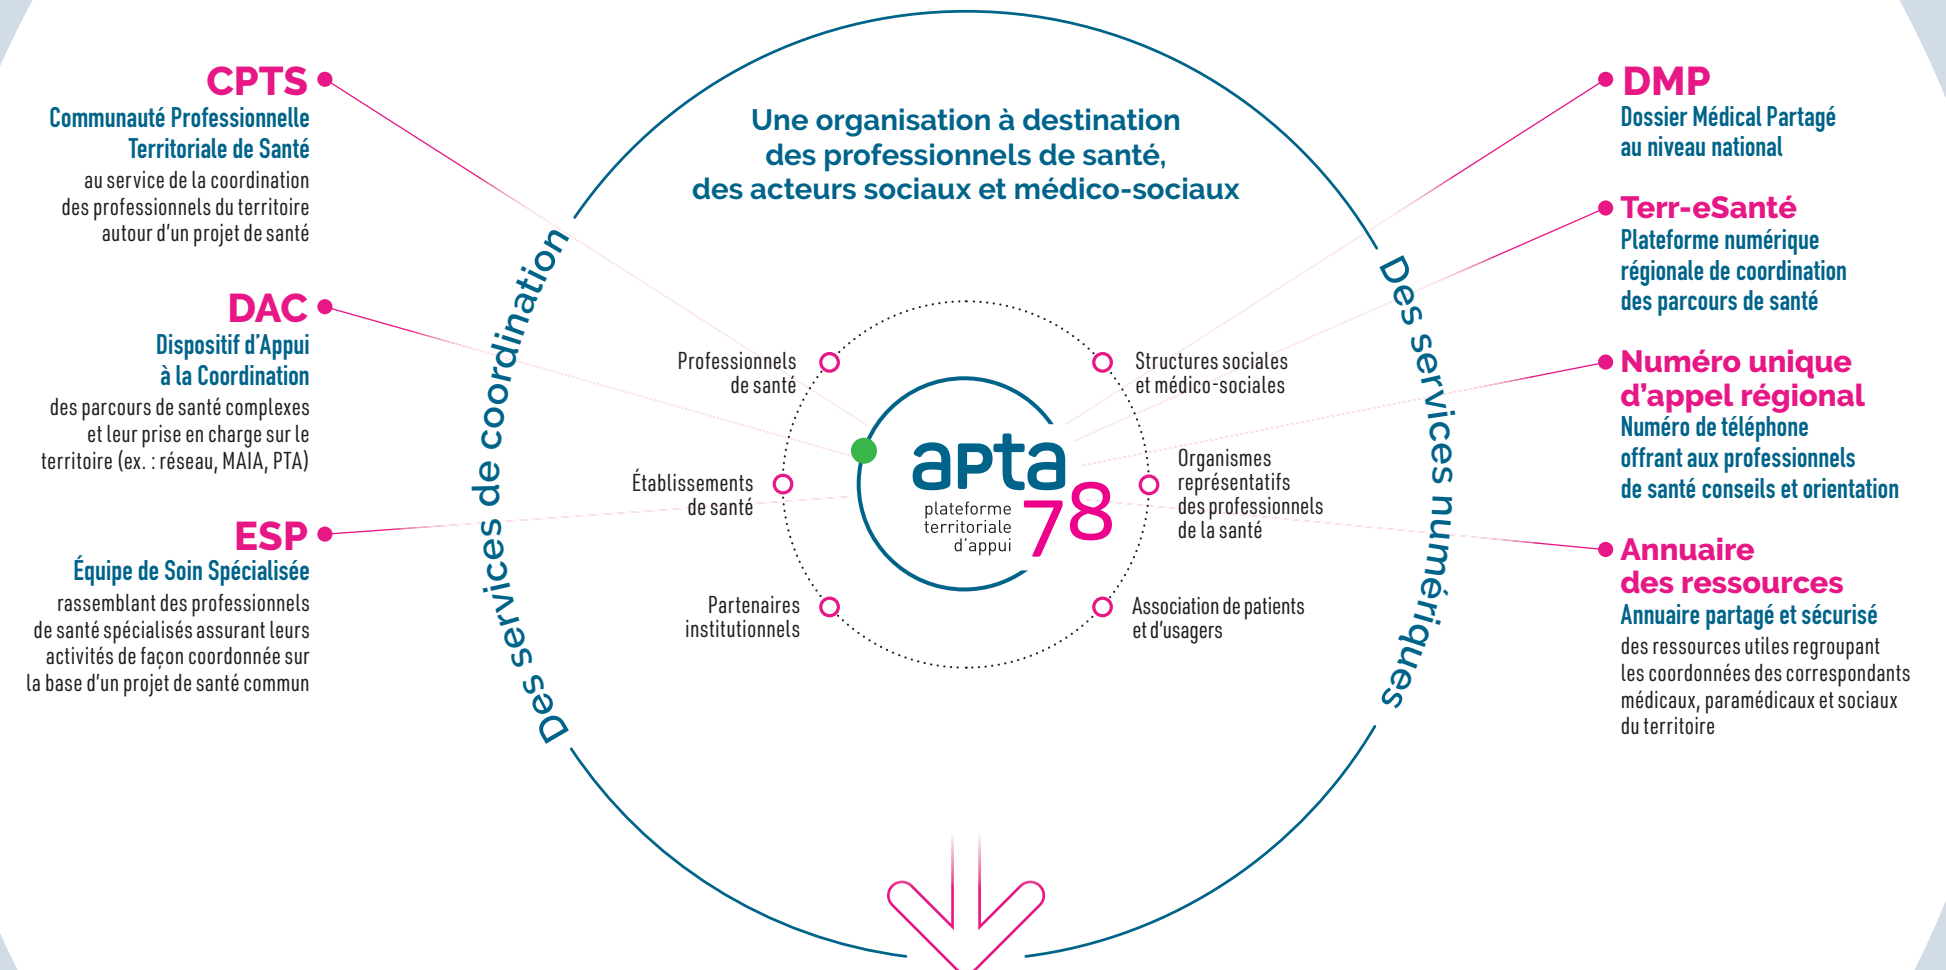 CPTS
Communauté Professionnelle
Territoriale de Santé
au service de la coordination
des professionnels du territoire
autour d'un projet de santé
DAC
Dispositif d'Appui
à la Coordination
des parcours de santé complexes
et leur prise en charge sur le
territoire (ex. : réseau, MAIA, PTA)
ESP
Équipe de Soin Spécialisée
rassemblant des professionnels
de santé spécialisés assurant leurs
activités de façon coordonnée sur
la base d'un projet de santé commun
Des services de coordination
Une organisation à destination
des professionnels de santé,
des acteurs sociaux et médico-sociaux
Professionnels
de santé
Établissements
de santé
Partenaires
institutionnels
apta
78
plateforme
territoriale
d'appui
Structures sociales
et médico-sociales
Organismes
représentatifs
des professionnels
de la santé
Association de patients
et d'usagers
Des services numériques
DMP
Dossier Médical Partagé
au niveau national
Terr-eSanté
Plateforme numérique
régionale de coordination
des parcours de santé
Numéro unique
d'appel régional
Numéro de téléphone
offrant aux professionnels
de santé conseils et orientation
Annuaire
des ressources
Annuaire partagé et sécurisé
des ressources utiles regroupant
les coordonnées des correspondants
médicaux, paramédicaux et sociaux
du territoire